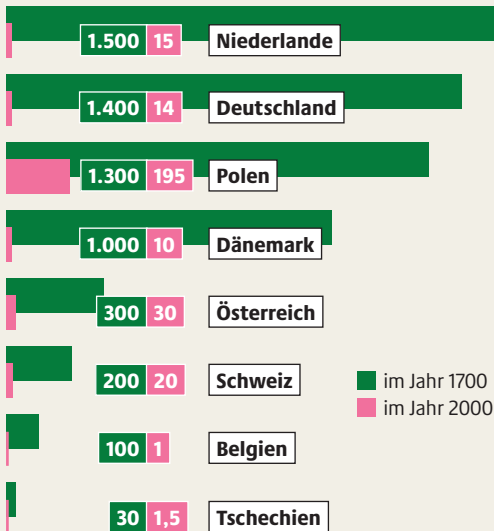 1.500 15 Niederlande
1.400 14 Deutschland
1.300 195 Polen
1.000 10 Dänemark
300 30 Österreich
200 20 Schweiz
im Jahr 1700
im Jahr 2000
100 1 Belgien
30 1,5 Tschechien